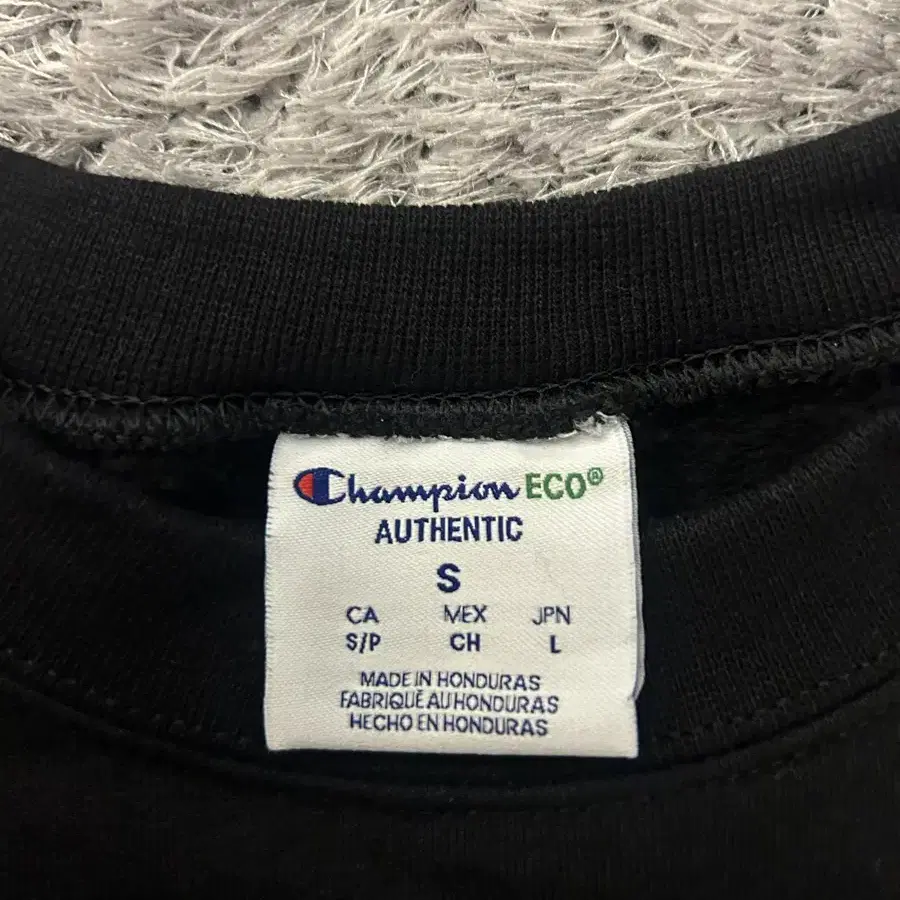 Champion ECO®
AUTHENTIC
S
CA MEX JPN
S/P CH L
MADE IN HONDURAS
FABRIQUÉ AU HONDURAS
HECHO EN HONDURAS